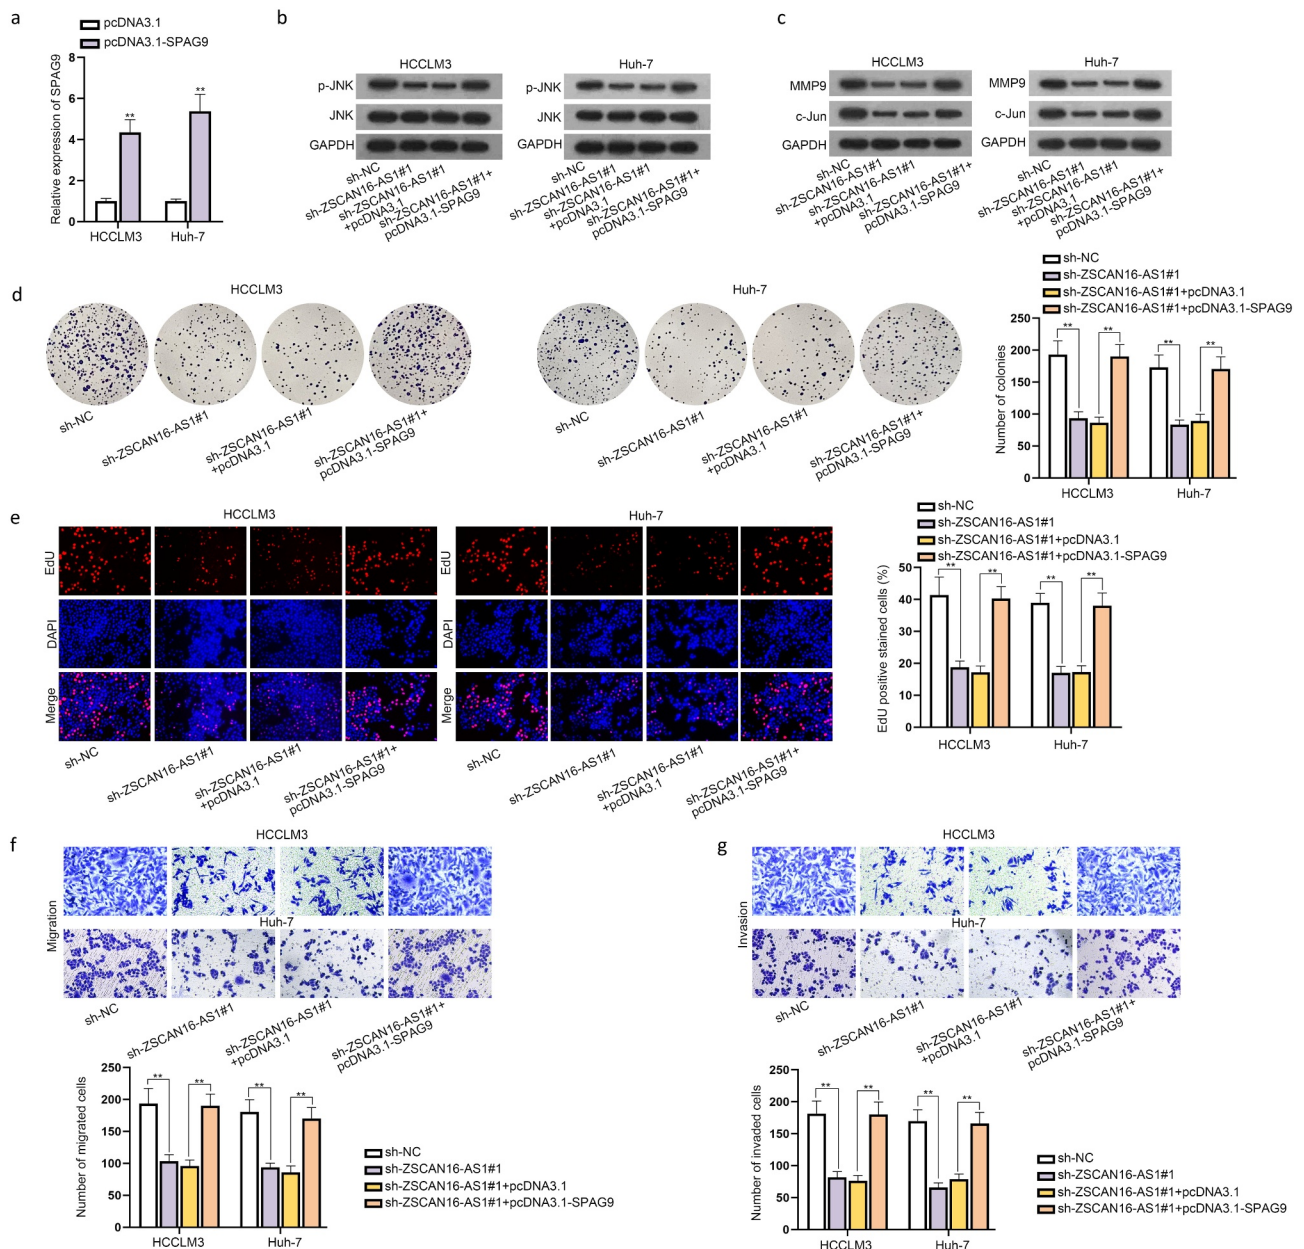 a
pcDNA3.1
pcDNA3.1-SPAG9
Relative expression of SPAG9
8
6
4
2
0
**
**
HCCLM3
Huh-7
b
HCCLM3
p-JNK
JNK
GAPDH
sh-NC
sh-ZSCAN16-AS1#1
sh-ZSCAN16-AS1#1
+pcDNA3.1
sh-ZSCAN16-AS1#1+
pcDNA3.1-SPAG9
Huh-7
p-JNK
JNK
GAPDH
sh-NC
sh-ZSCAN16-AS1#1
sh-ZSCAN16-AS1#1
+pcDNA3.1
sh-ZSCAN16-AS1#1+
pcDNA3.1-SPAG9
c
HCCLM3
MMP9
c-Jun
GAPDH
sh-NC
sh-ZSCAN16-AS1#1
sh-ZSCAN16-AS1#1
+pcDNA3.1
sh-ZSCAN16-AS1#1+
pcDNA3.1-SPAG9
Huh-7
MMP9
c-Jun
GAPDH
sh-NC
sh-ZSCAN16-AS1#1
sh-ZSCAN16-AS1#1
+pcDNA3.1
sh-ZSCAN16-AS1#1+
pcDNA3.1-SPAG9
d
HCCLM3
sh-NC
sh-ZSCAN16-AS1#1
sh-ZSCAN16-AS1#1
+pcDNA3.1
sh-ZSCAN16-AS1#1+
pcDNA3.1-SPAG9
Huh-7
sh-NC
sh-ZSCAN16-AS1#1
sh-ZSCAN16-AS1#1
+pcDNA3.1
sh-ZSCAN16-AS1#1+
pcDNA3.1-SPAG9
sh-NC
sh-ZSCAN16-AS1#1
sh-ZSCAN16-AS1#1+pcDNA3.1
sh-ZSCAN16-AS1#1+pcDNA3.1-SPAG9
Number of colonies
250
200
150
100
50
0
**
**
**
**
HCCLM3
Huh-7
e
HCCLM3
EdU
DAPI
Merge
sh-NC
sh-ZSCAN16-AS1#1
sh-ZSCAN16-AS1#1
+pcDNA3.1
sh-ZSCAN16-AS1#1+
pcDNA3.1-SPAG9
Huh-7
EdU
DAPI
Merge
sh-NC
sh-ZSCAN16-AS1#1
sh-ZSCAN16-AS1#1
+pcDNA3.1
sh-ZSCAN16-AS1#1+
pcDNA3.1-SPAG9
sh-NC
sh-ZSCAN16-AS1#1
sh-ZSCAN16-AS1#1+pcDNA3.1
sh-ZSCAN16-AS1#1+pcDNA3.1-SPAG9
EdU positive stained cells (%)
50
40
30
20
10
0
**
**
**
**
HCCLM3
Huh-7
f
HCCLM3
Migration
Huh-7
sh-NC
sh-ZSCAN16-AS1#1
sh-ZSCAN16-AS1#1
+pcDNA3.1
sh-ZSCAN16-AS1#1+
pcDNA3.1-SPAG9
Number of migrated cells
250
200
150
100
50
0
**
**
**
**
HCCLM3
Huh-7
sh-NC
sh-ZSCAN16-AS1#1
sh-ZSCAN16-AS1#1+pcDNA3.1
sh-ZSCAN16-AS1#1+pcDNA3.1-SPAG9
g
HCCLM3
Invasion
Huh-7
sh-NC
sh-ZSCAN16-AS1#1
sh-ZSCAN16-AS1#1
+pcDNA3.1
sh-ZSCAN16-AS1#1+
pcDNA3.1-SPAG9
Number of invaded cells
250
200
150
100
50
0
**
**
**
**
HCCLM3
Huh-7
sh-NC
sh-ZSCAN16-AS1#1
sh-ZSCAN16-AS1#1+pcDNA3.1
sh-ZSCAN16-AS1#1+pcDNA3.1-SPAG9